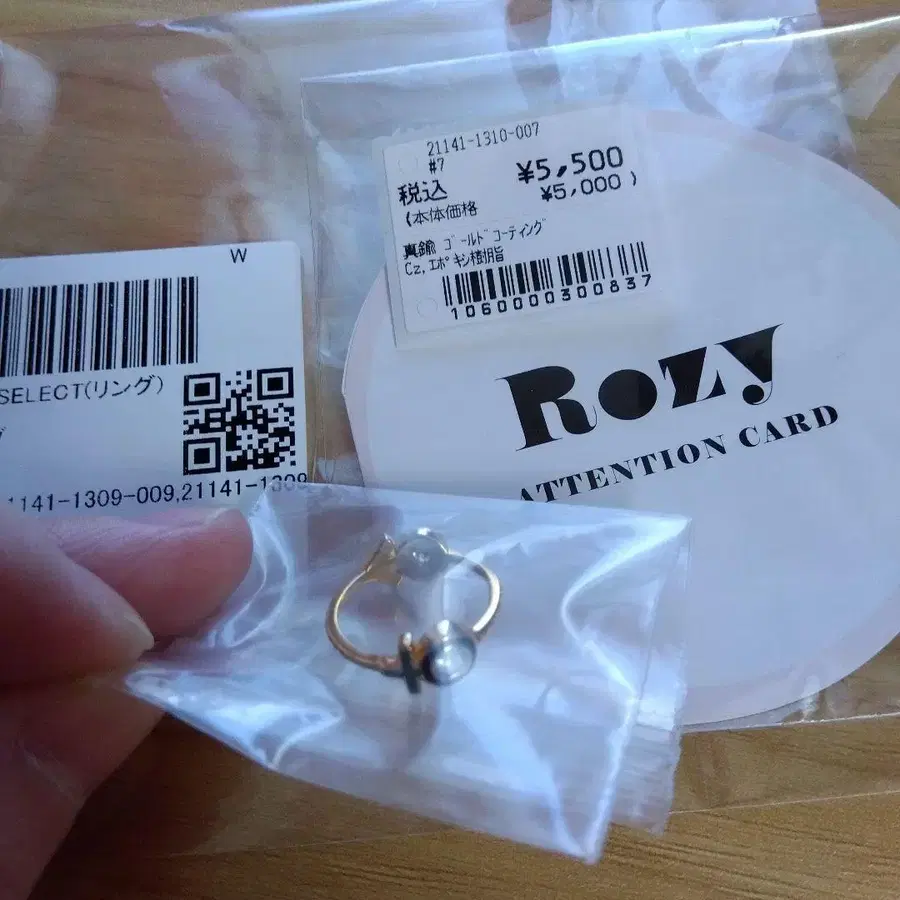 21141-1310-007
#7
税込 ¥5,500
(本体価格 ¥5,000 )
真鍮 ゴールドコーティング
Cz,エポキシ樹脂
1060000300837
Rozy
ATTENTION CARD
W
SELECT(リング)
1141-1309-009,21141-1309